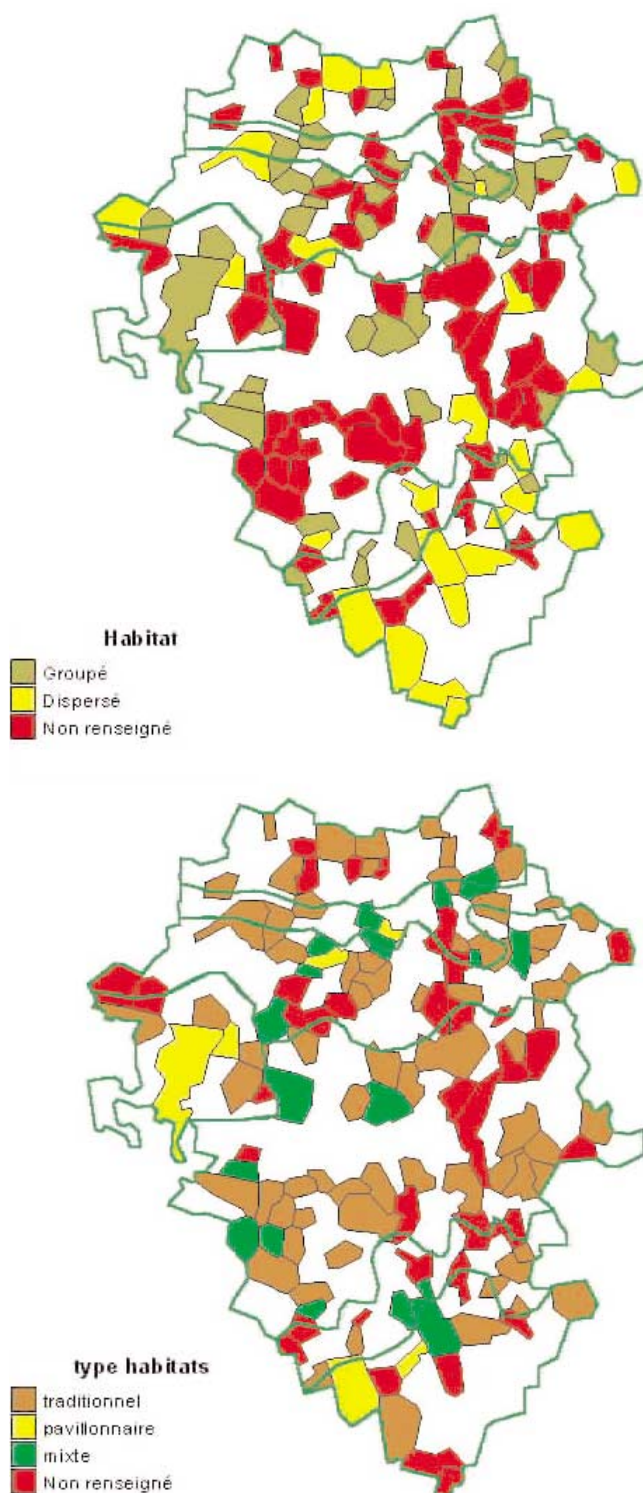 Habitat
Groupé
Dispersé
Non renseigné
type habitats
traditionnel
pavillonnaire
mixte
Non renseigné